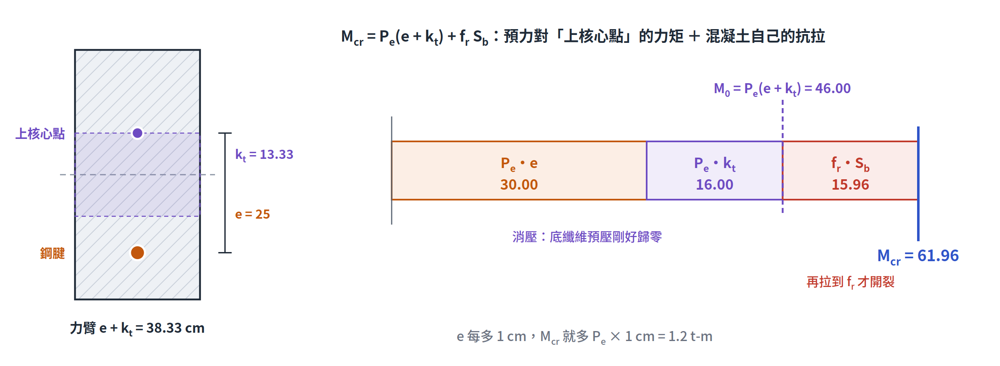 M_cr = P_e(e + k_t) + f_r S_b：預力對「上核心點」的力矩 ＋ 混凝土自己的抗拉
上核心點
k_t = 13.33
e = 25
鋼腱
力臂 e + k_t = 38.33 cm
M_0 = P_e(e + k_t) = 46.00
P_e・e
30.00
P_e・k_t
16.00
f_r・S_b
15.96
消壓：底纖維預壓剛好歸零
M_cr = 61.96
再拉到 f_r 才開裂
e 每多 1 cm，M_cr 就多 P_e × 1 cm = 1.2 t-m